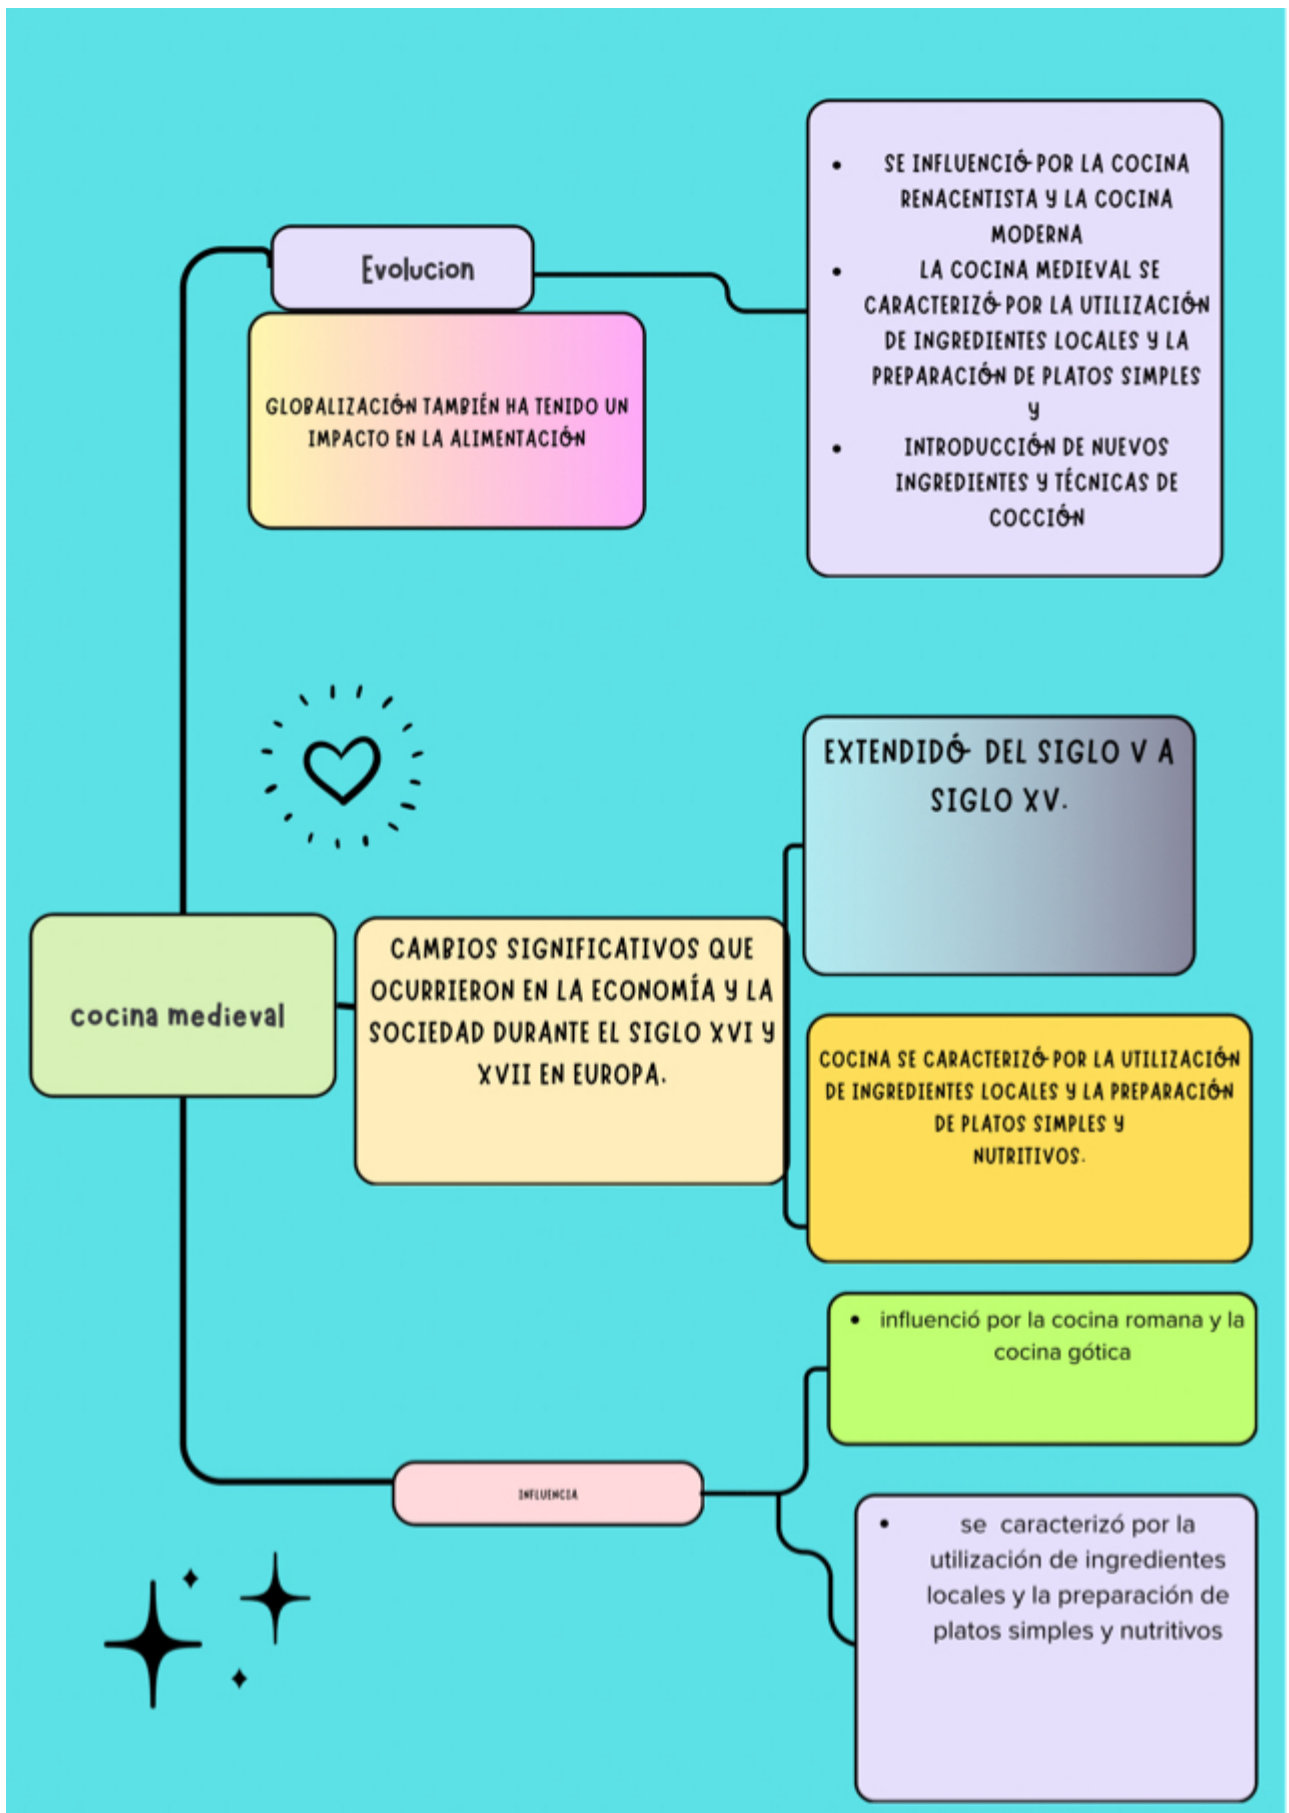 Evolucion
GLOBALIZACIÓN TAMBIÉN HA TENIDO UN
IMPACTO EN LA ALIMENTACIÓN
• SE INFLUENCIÓ POR LA COCINA
RENACENTISTA Y LA COCINA
MODERNA
• LA COCINA MEDIEVAL SE
CARACTERIZÓ POR LA UTILIZACIÓN
DE INGREDIENTES LOCALES Y LA
PREPARACIÓN DE PLATOS SIMPLES
Y
• INTRODUCCIÓN DE NUEVOS
INGREDIENTES Y TÉCNICAS DE
COCCIÓN
cocina medieval
CAMBIOS SIGNIFICATIVOS QUE
OCURRIERON EN LA ECONOMÍA Y LA
SOCIEDAD DURANTE EL SIGLO XVI Y
XVII EN EUROPA.
EXTENDIDÓ DEL SIGLO V A
SIGLO XV.
COCINA SE CARACTERIZÓ POR LA UTILIZACIÓN
DE INGREDIENTES LOCALES Y LA PREPARACIÓN
DE PLATOS SIMPLES Y
NUTRITIVOS.
INFLUENCIA
• influenció por la cocina romana y la
cocina gótica
• se caracterizó por la
utilización de ingredientes
locales y la preparación de
platos simples y nutritivos